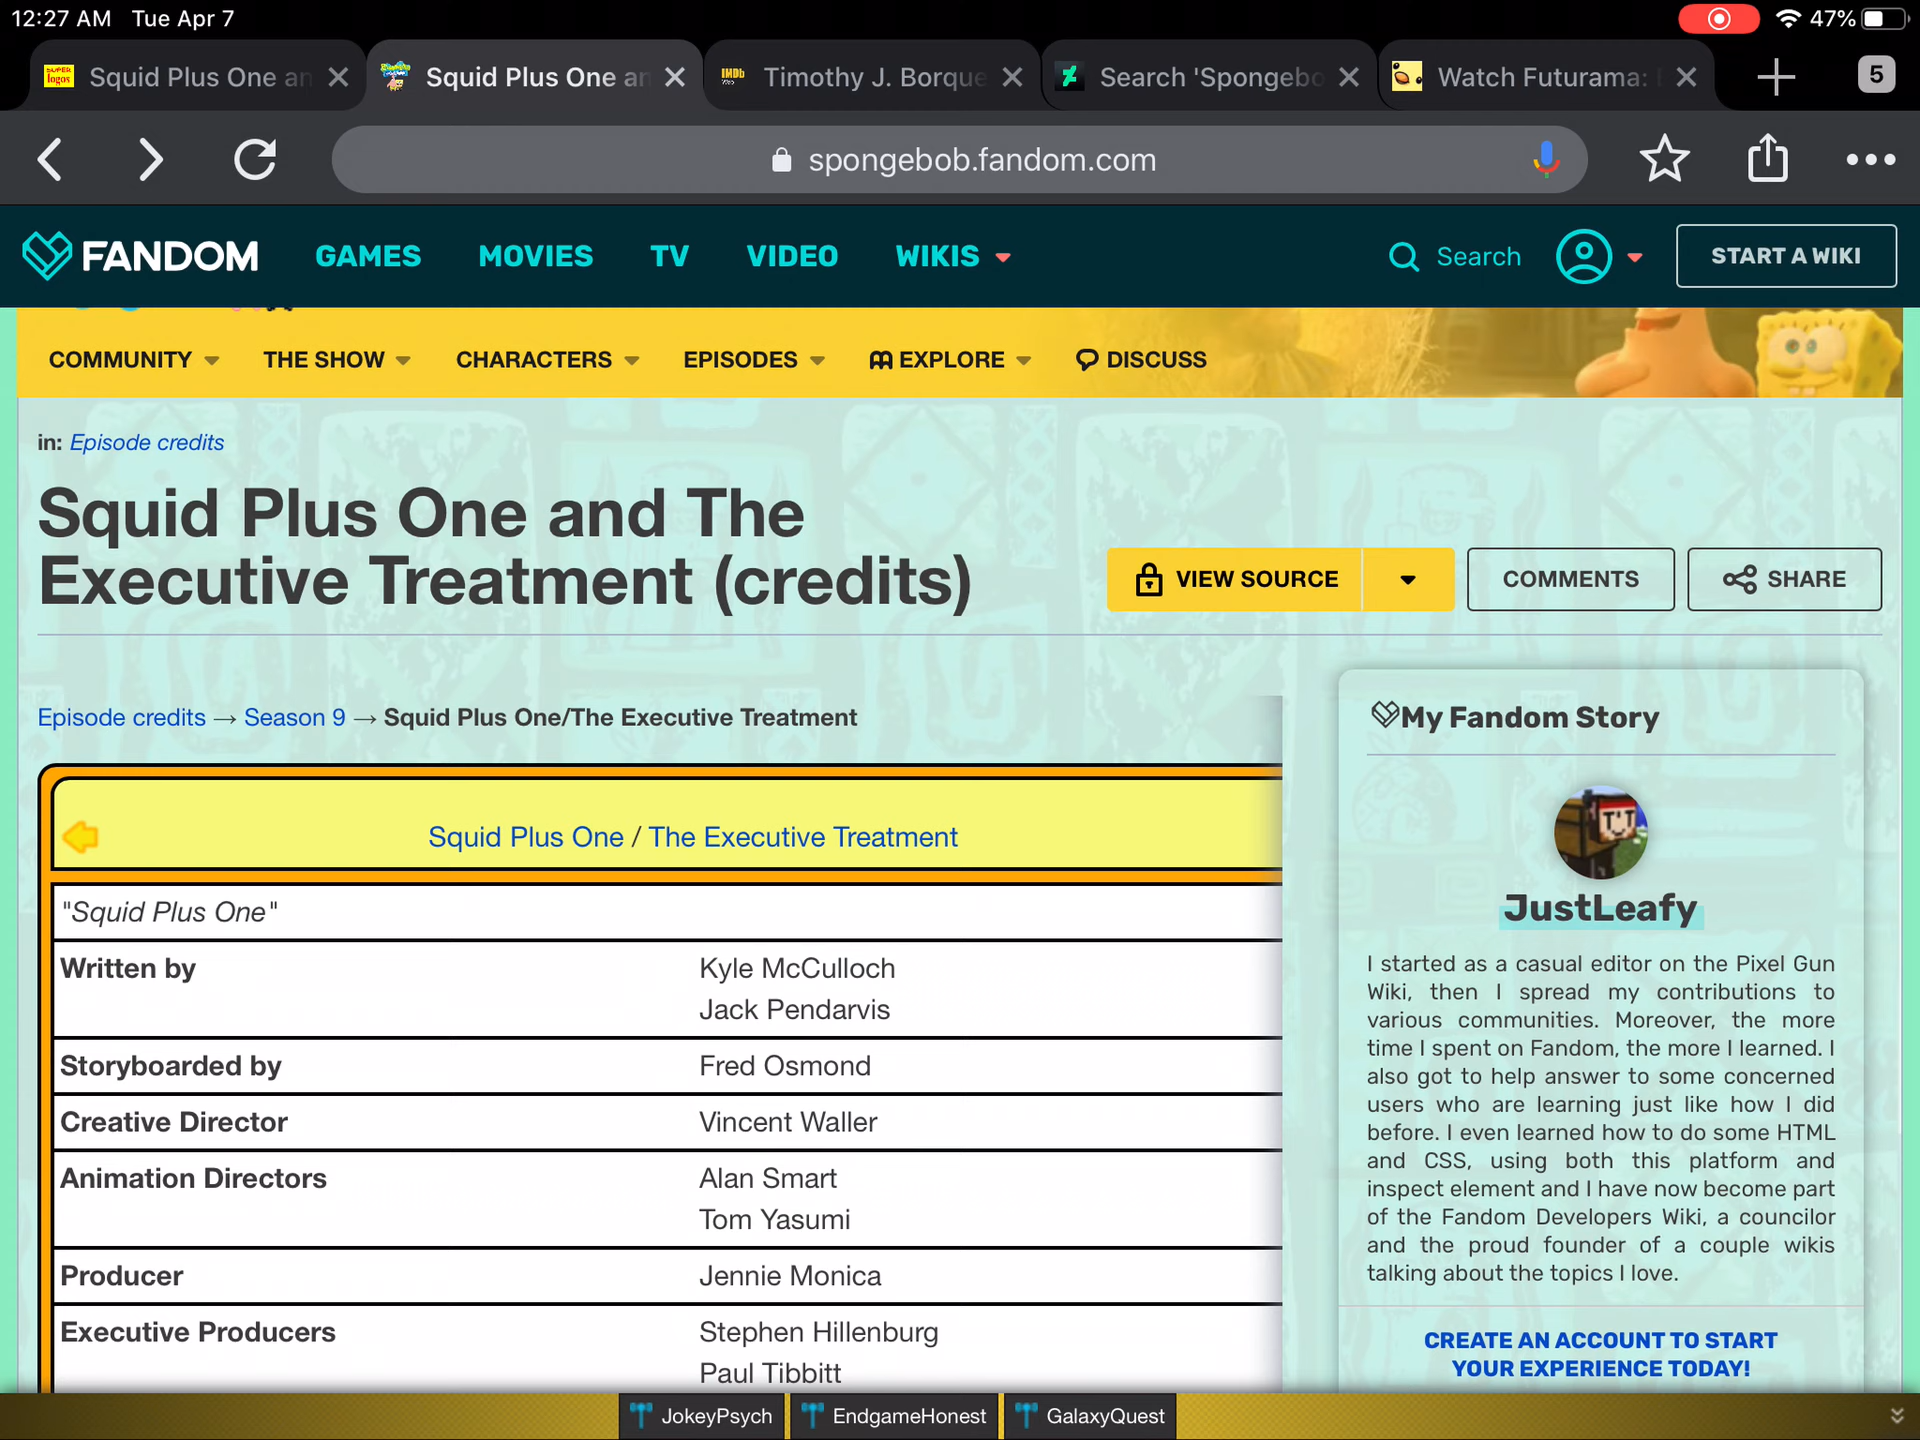 12:27 AM Tue Apr 7
47%
Squid Plus One an
Squid Plus One an
IMDb
Timothy J. Borque
Search 'Spongebo
Watch Futurama:
5
spongebob.fandom.com
FANDOM
GAMES
MOVIES
TV
VIDEO
WIKIS
Search
START A WIKI
COMMUNITY
THE SHOW
CHARACTERS
EPISODES
EXPLORE
DISCUSS
in: Episode credits
Squid Plus One and The
Executive Treatment (credits)
VIEW SOURCE
COMMENTS
SHARE
Episode credits → Season 9 → Squid Plus One/The Executive Treatment
Squid Plus One / The Executive Treatment
"Squid Plus One"
Written by
Kyle McCulloch
Jack Pendarvis
Storyboarded by
Fred Osmond
Creative Director
Vincent Waller
Animation Directors
Alan Smart
Tom Yasumi
Producer
Jennie Monica
Executive Producers
Stephen Hillenburg
Paul Tibbitt
My Fandom Story
JustLeafy
I started as a casual editor on the Pixel Gun
Wiki, then I spread my contributions to
various communities. Moreover, the more
time I spent on Fandom, the more I learned. I
also got to help answer to some concerned
users who are learning just like how I did
before. I even learned how to do some HTML
and CSS, using both this platform and
inspect element and I have now become part
of the Fandom Developers Wiki, a councilor
and the proud founder of a couple wikis
talking about the topics I love.
CREATE AN ACCOUNT TO START
YOUR EXPERIENCE TODAY!
JokeyPsych
EndgameHonest
GalaxyQuest